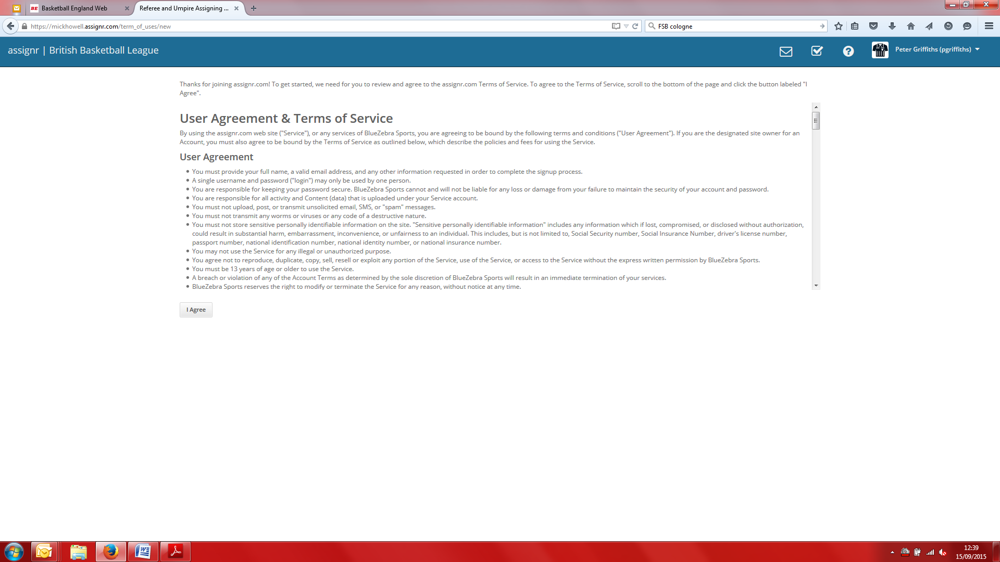 BE Basketball England Web
Referee and Umpire Assigning ...
https://mickhowell.assignr.com/term_of_uses/new
FSB cologne
assignr | British Basketball League
Peter Griffiths (pgriffiths)
Thanks for joining assignr.com! To get started, we need for you to review and agree to the assignr.com Terms of Service. To agree to the Terms of Service, scroll to the bottom of the page and click the button labeled "I
Agree".
User Agreement & Terms of Service
By using the assignr.com web site ("Service"), or any services of BlueZebra Sports, you are agreeing to be bound by the following terms and conditions ("User Agreement"). If you are the designated site owner for an
Account, you must also agree to be bound by the Terms of Service as outlined below, which describe the policies and fees for using the Service.
User Agreement
• You must provide your full name, a valid email address, and any other information requested in order to complete the signup process.
• A single username and password ("login") may only be used by one person.
• You are responsible for keeping your password secure. BlueZebra Sports cannot and will not be liable for any loss or damage from your failure to maintain the security of your account and password.
• You are responsible for all activity and Content (data) that is uploaded under your Service account.
• You must not upload, post, or transmit unsolicited email, SMS, or "spam" messages.
• You must not transmit any worms or viruses or any code of a destructive nature.
• You must not store sensitive personally identifiable information on the site. "Sensitive personally identifiable information" includes any information which if lost, compromised, or disclosed without authorization,
could result in substantial harm, embarrassment, inconvenience, or unfairness to an individual. This includes, but is not limited to, Social Security number, Social Insurance Number, driver's license number,
passport number, national identification number, national identity number, or national insurance number.
• You may not use the Service for any illegal or unauthorized purpose.
• You agree not to reproduce, duplicate, copy, sell, resell or exploit any portion of the Service, use of the Service, or access to the Service without the express written permission by BlueZebra Sports.
• You must be 13 years of age or older to use the Service.
• A breach or violation of any of the Account Terms as determined by the sole discretion of BlueZebra Sports will result in an immediate termination of your services.
• BlueZebra Sports reserves the right to modify or terminate the Service for any reason, without notice at any time.
I Agree
12:39
15/09/2015